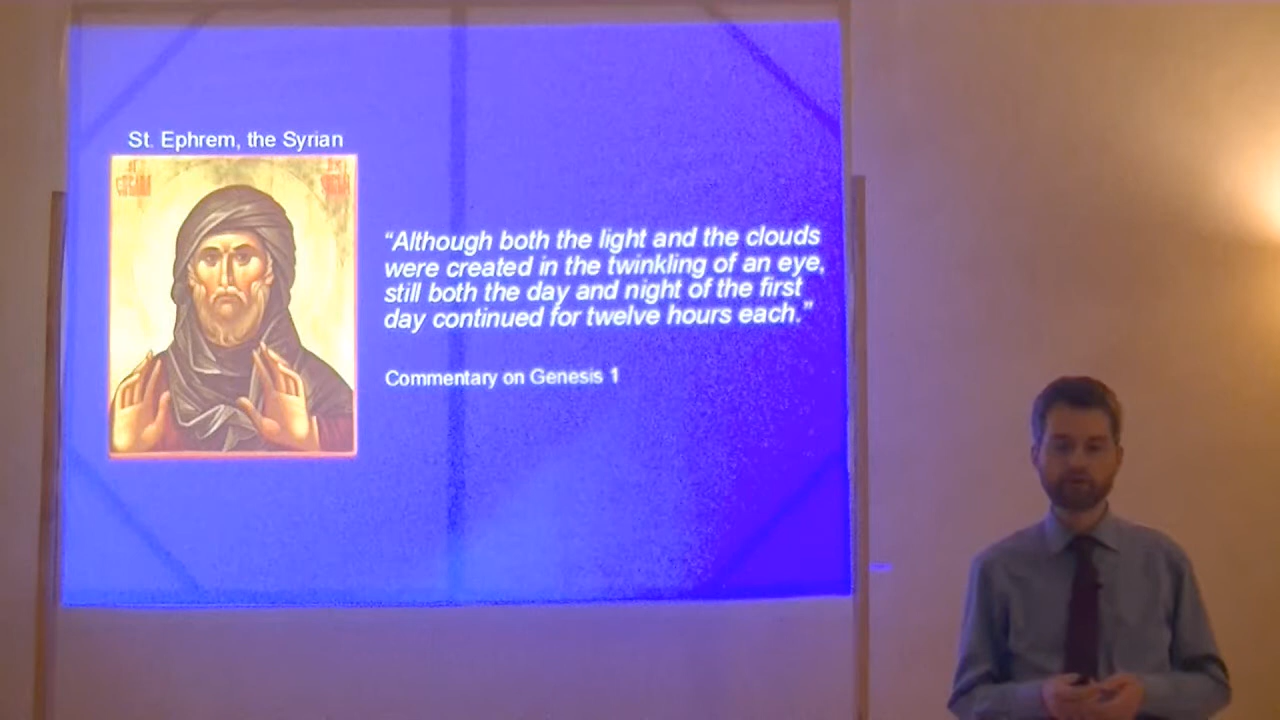 St. Ephrem, the Syrian
“Although both the light and the clouds
were created in the twinkling of an eye,
still both the day and night of the first
day continued for twelve hours each.”
Commentary on Genesis 1